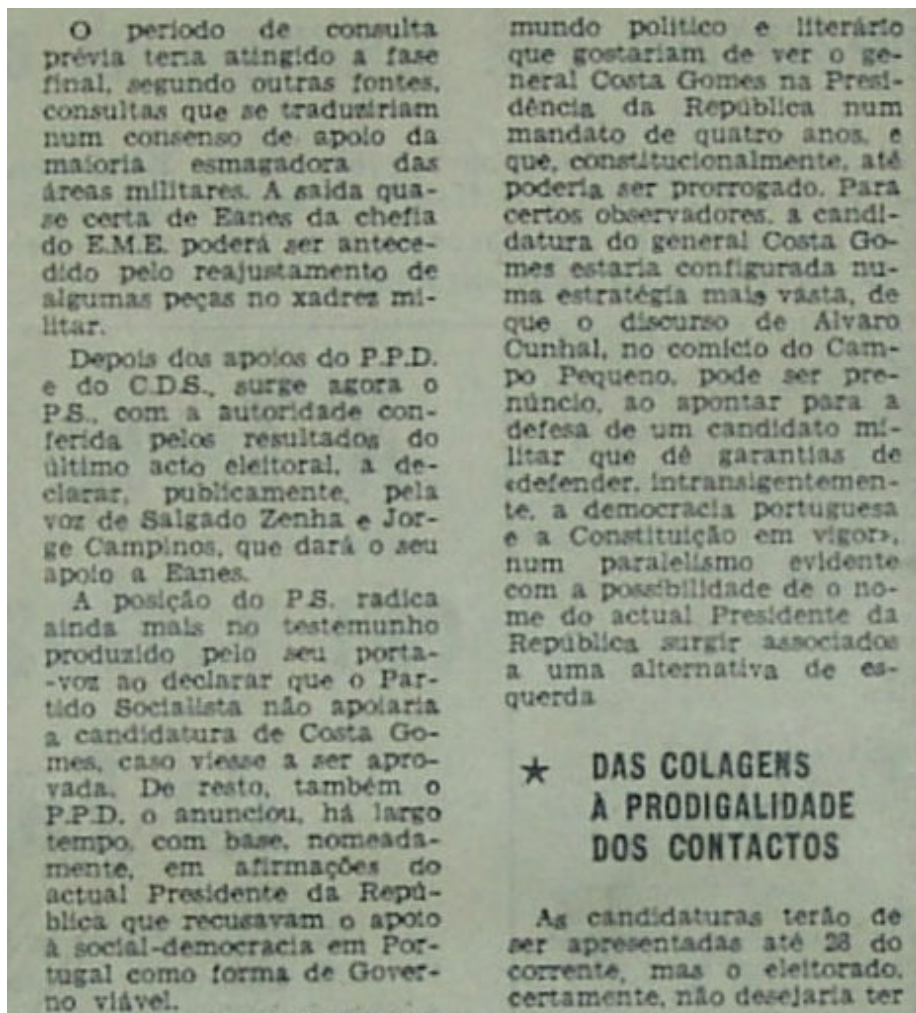 O período de consulta
prévia teria atingido a fase
final, segundo outras fontes,
consultas que se traduziriam
num consenso de apoio da
maioria esmagadora das
áreas militares. A saída qua-
se certa de Eanes da chefia
do E.M.E. poderá ser antece-
dido pelo reajustamento de
algumas peças no xadrez mi-
litar.
Depois dos apoios do P.P.D.
e do C.D.S., surge agora o
P.S., com a autoridade con-
ferida pelos resultados do
último acto eleitoral, a de-
clarar, publicamente, pela
voz de Salgado Zenha e Jor-
ge Campinos, que dará o seu
apoio a Eanes.
A posição do P.S. radica
ainda mais no testemunho
produzido pelo seu porta-
-voz ao declarar que o Par-
tido Socialista não apoiaria
a candidatura de Costa Go-
mes, caso viesse a ser apro-
vada. De resto, também o
P.P.D. o anunciou, há largo
tempo, com base, nomeada-
mente, em afirmações do
actual Presidente da Repú-
blica que recusavam o apoio
à social-democracia em Por-
tugal como forma de Gover-
no viável.
mundo político e literário
que gostariam de ver o ge-
neral Costa Gomes na Presi-
dência da República num
mandato de quatro anos, e
que, constitucionalmente, até
poderia ser prorrogado. Para
certos observadores, a candi-
datura do general Costa Go-
mes estaria configurada nu-
ma estratégia mais vasta, de
que o discurso de Alvaro
Cunhal, no comício do Cam-
po Pequeno, pode ser pre-
núncio, ao apontar para a
defesa de um candidato mi-
litar que dê garantias de
«defender, intransigentemen-
te, a democracia portuguesa
e a Constituição em vigor»,
num paralelismo evidente
com a possibilidade de o no-
me do actual Presidente da
República surgir associados
a uma alternativa de es-
querda
★ DAS COLAGENS
À PRODIGALIDADE
DOS CONTACTOS
As candidaturas terão de
ser apresentadas até 28 do
corrente, mas o eleitorado,
certamente, não desejaria ter